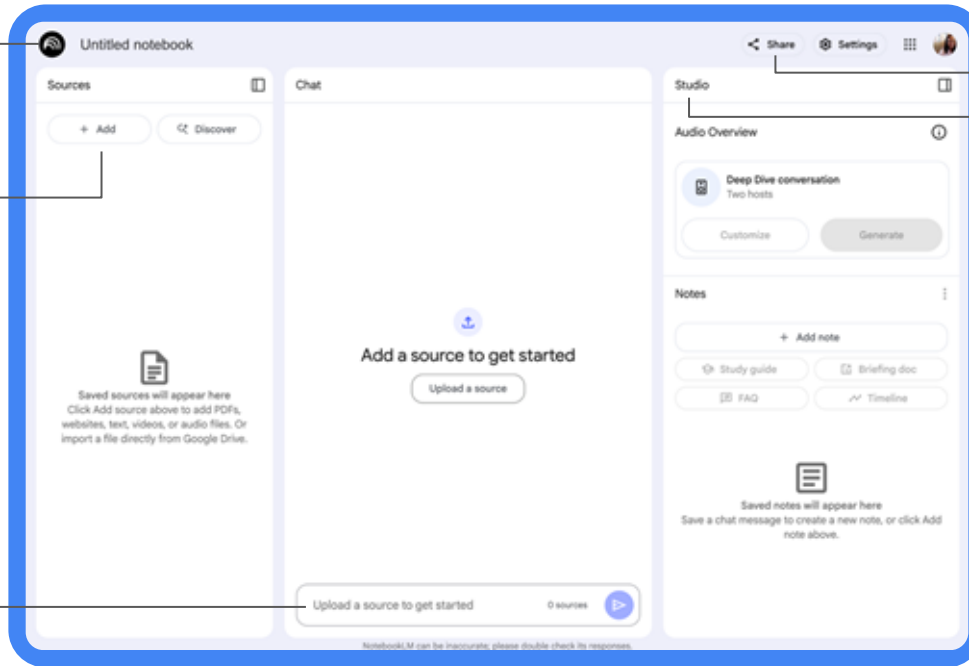 Untitled notebook
Share
Settings
Sources
+ Add
Discover
Saved sources will appear here
Click Add source above to add PDFs,
websites, text, videos, or audio files. Or
import a file directly from Google Drive.
Chat
Add a source to get started
Upload a source
Upload a source to get started
0 sources
NotebookLM can be inaccurate; please double check its responses.
Studio
Audio Overview
Deep Dive conversation
Two hosts
Customize
Generate
Notes
+ Add note
Study guide
Briefing doc
FAQ
Timeline
Saved notes will appear here
Save a chat message to create a new note, or click Add
note above.